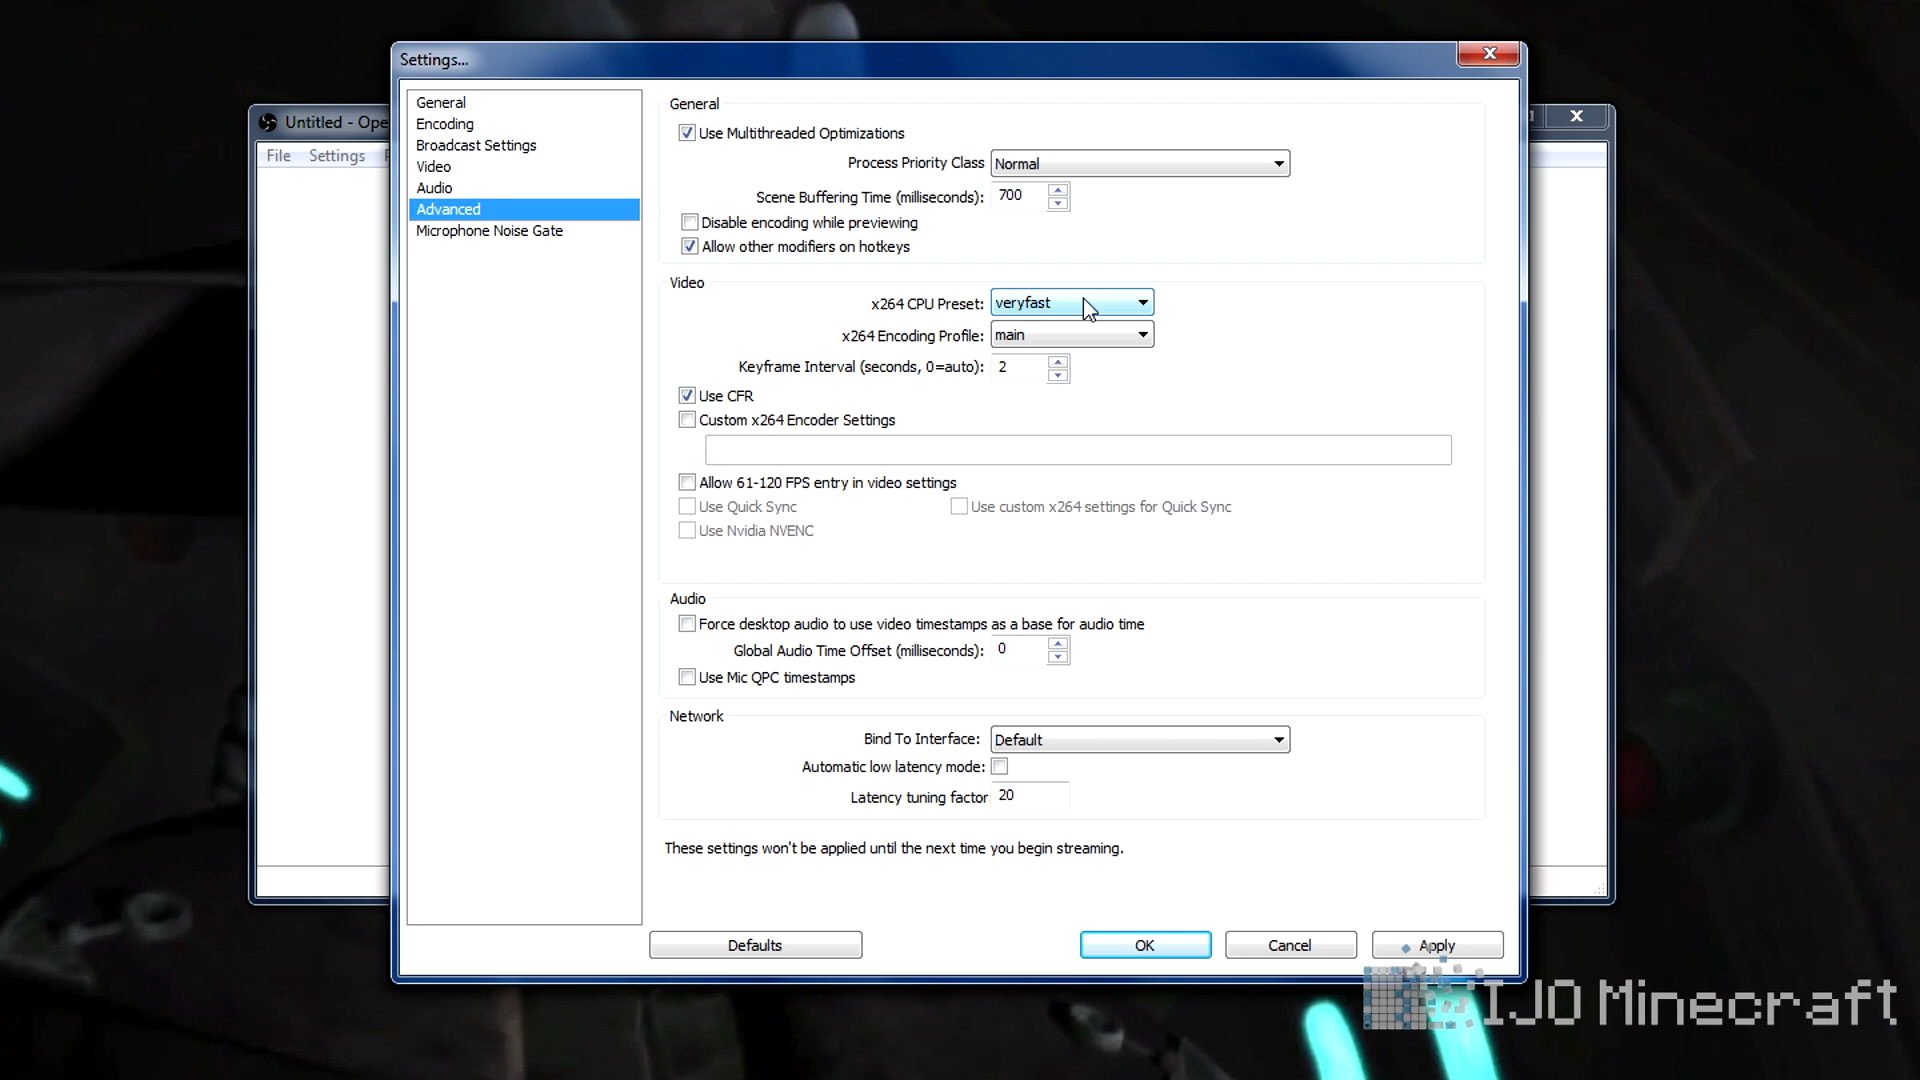 Settings...
Untitled - Ope
File Settings
General
Encoding
Broadcast Settings
Video
Audio
Advanced
Microphone Noise Gate
General
Use Multithreaded Optimizations
Process Priority Class Normal
Scene Buffering Time (milliseconds): 700
Disable encoding while previewing
Allow other modifiers on hotkeys
Video
x264 CPU Preset: veryfast
x264 Encoding Profile: main
Keyframe Interval (seconds, 0=auto): 2
Use CFR
Custom x264 Encoder Settings
Allow 61-120 FPS entry in video settings
Use Quick Sync Use custom x264 settings for Quick Sync
Use Nvidia NVENC
Audio
Force desktop audio to use video timestamps as a base for audio time
Global Audio Time Offset (milliseconds): 0
Use Mic QPC timestamps
Network
Bind To Interface: Default
Automatic low latency mode:
Latency tuning factor 20
These settings won't be applied until the next time you begin streaming.
Defaults OK Cancel Apply
IJO Minecraft